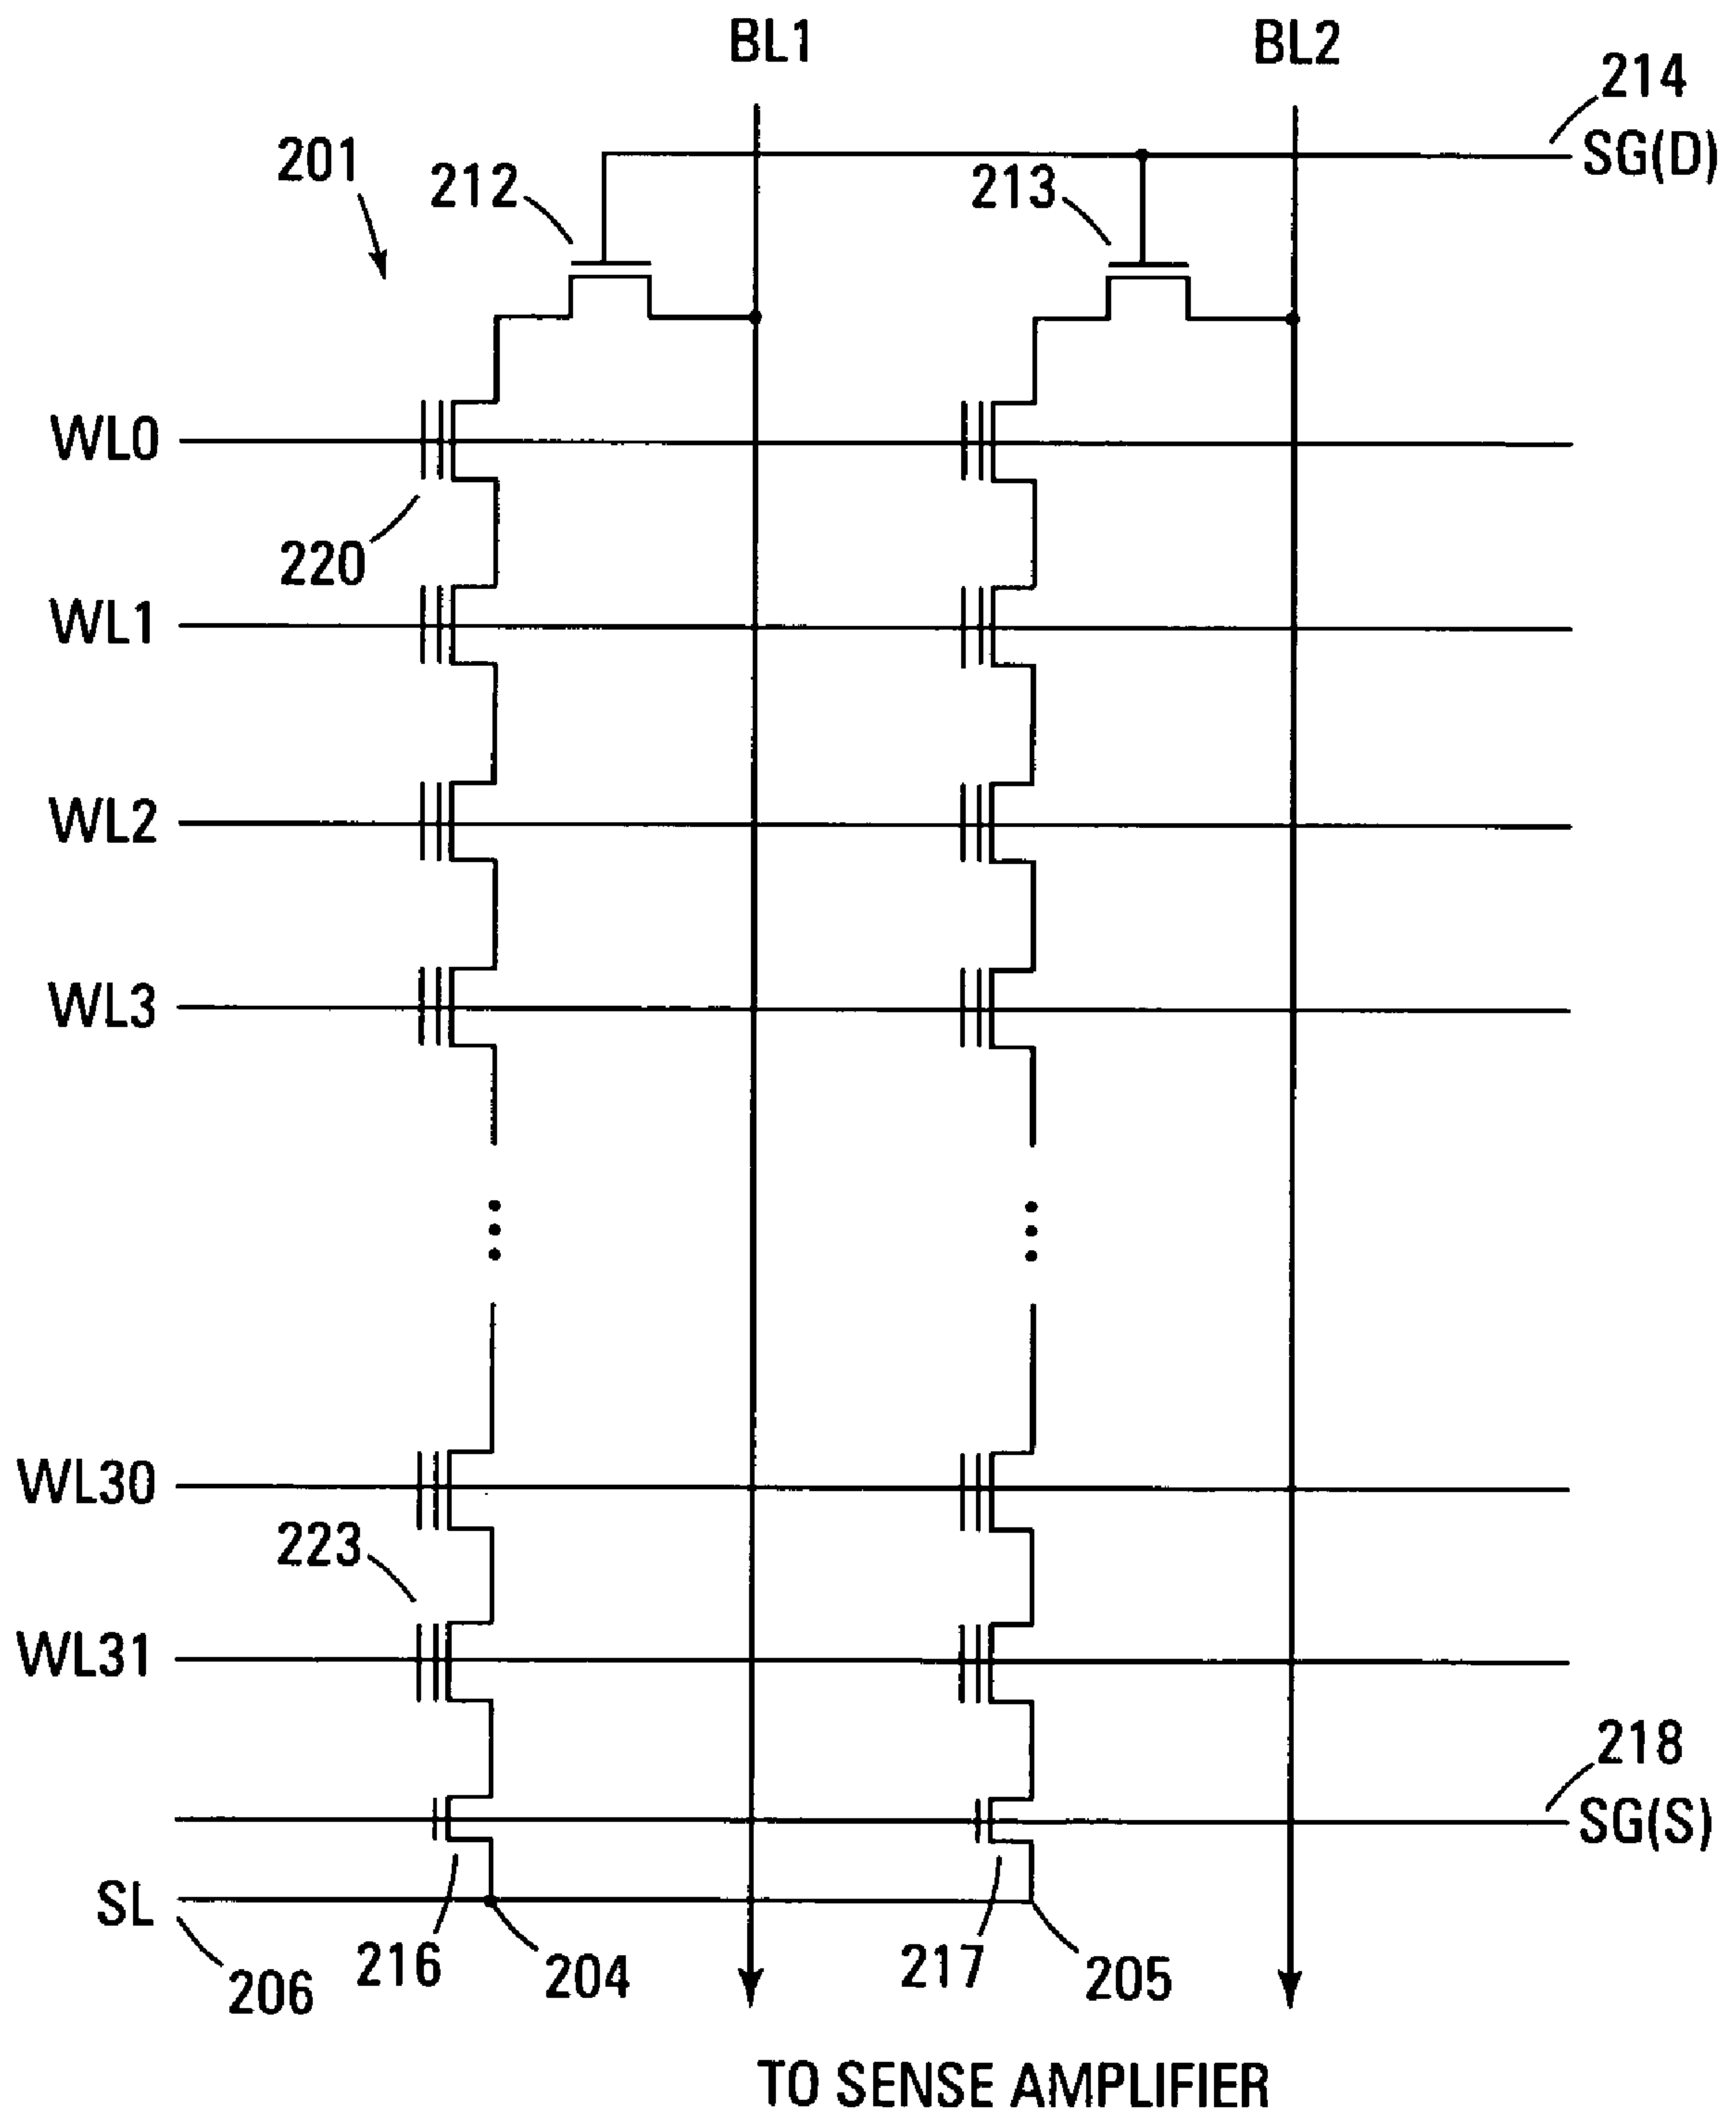 BL1
BL2
214
SG(D)
201
212
213
WL0
220
WL1
WL2
WL3
WL30
223
WL31
218
SG(S)
SL
206
216
204
217
205
TO SENSE AMPLIFIER